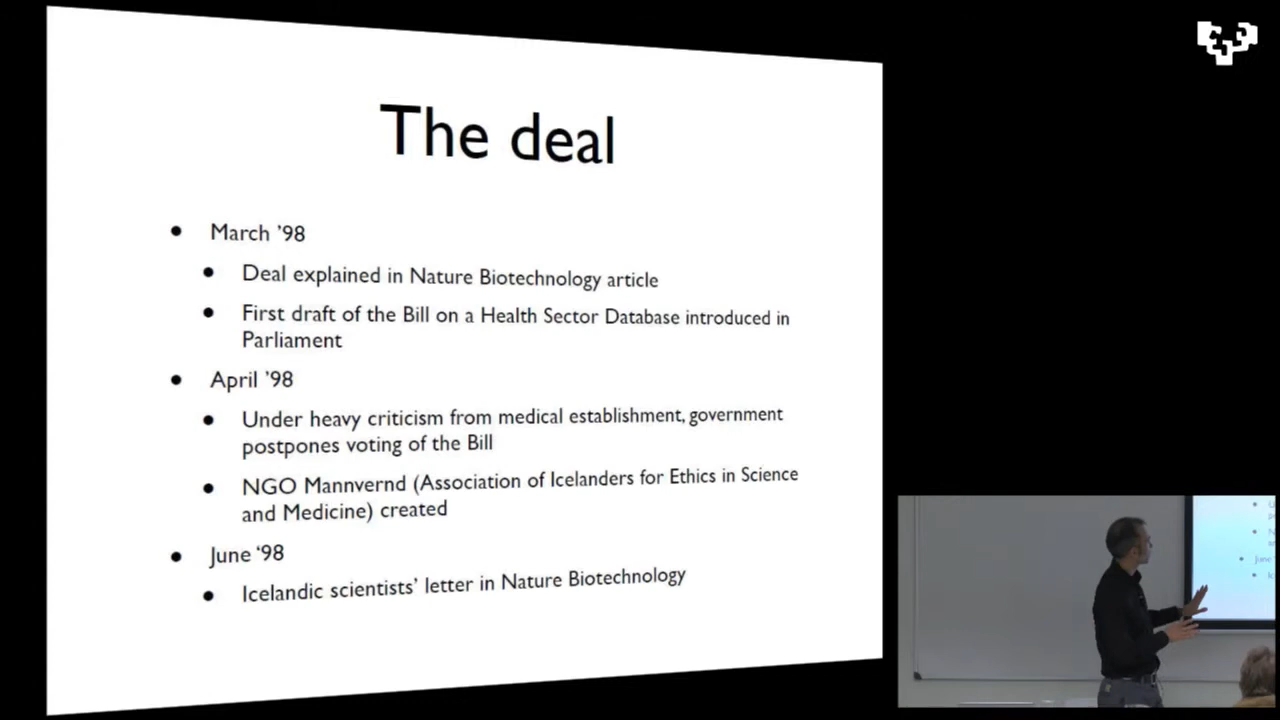 The deal
• March ’98
• Deal explained in Nature Biotechnology article
• First draft of the Bill on a Health Sector Database introduced in
Parliament
• April ’98
• Under heavy criticism from medical establishment, government
postpones voting of the Bill
• NGO Mannvernd (Association of Icelanders for Ethics in Science
and Medicine) created
• June ‘98
• Icelandic scientists’ letter in Nature Biotechnology